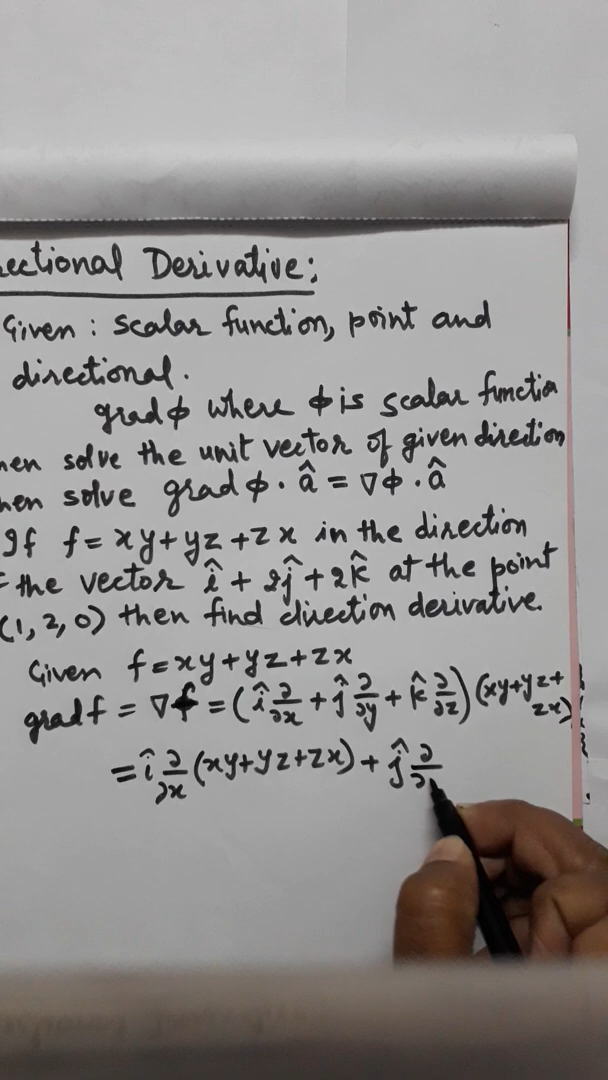 ectional Derivative:
Given : scalar function, point and
directional.
grad ϕ where ϕ is scalar functio
hen solve the unit vector of given direction
hen solve grad ϕ · â = ∇ϕ · â
If f = xy + yz + zx in the direction
the vector î + 2ĵ + 2k̂ at the point
(1, 2, 0) then find direction derivative.
Given f = xy + yz + zx
grad f = ∇f = (î ∂/∂x + ĵ ∂/∂y + k̂ ∂/∂z) (xy + yz + zx)
= î ∂/∂x (xy + yz + zx) + ĵ ∂/∂